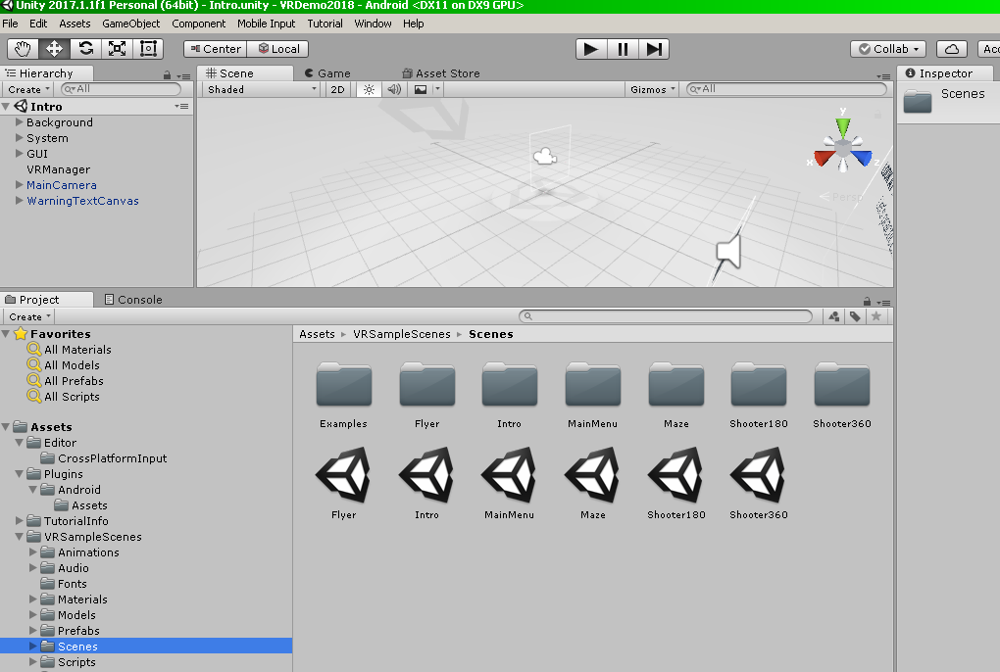 Unity 2017.1.1f1 Personal (64bit) - Intro.unity - VRDemo2018 - Android <DX11 on DX9 GPU>
File Edit Assets GameObject Component Mobile Input Tutorial Window Help
Center Local Collab Acc
Hierarchy Scene Game Asset Store Inspector
Create All Shaded 2D Gizmos All Scenes
Intro
Background
System
GUI
VRManager
MainCamera
WarningTextCanvas
y
x z
Persp
Project Console
Create
Favorites
All Materials
All Models
All Prefabs
All Scripts
Assets
Editor
CrossPlatformInput
Plugins
Android
Assets
TutorialInfo
VRSampleScenes
Animations
Audio
Fonts
Materials
Models
Prefabs
Scenes
Scripts
Assets VRSampleScenes Scenes
Examples Flyer Intro MainMenu Maze Shooter180 Shooter360
Flyer Intro MainMenu Maze Shooter180 Shooter360